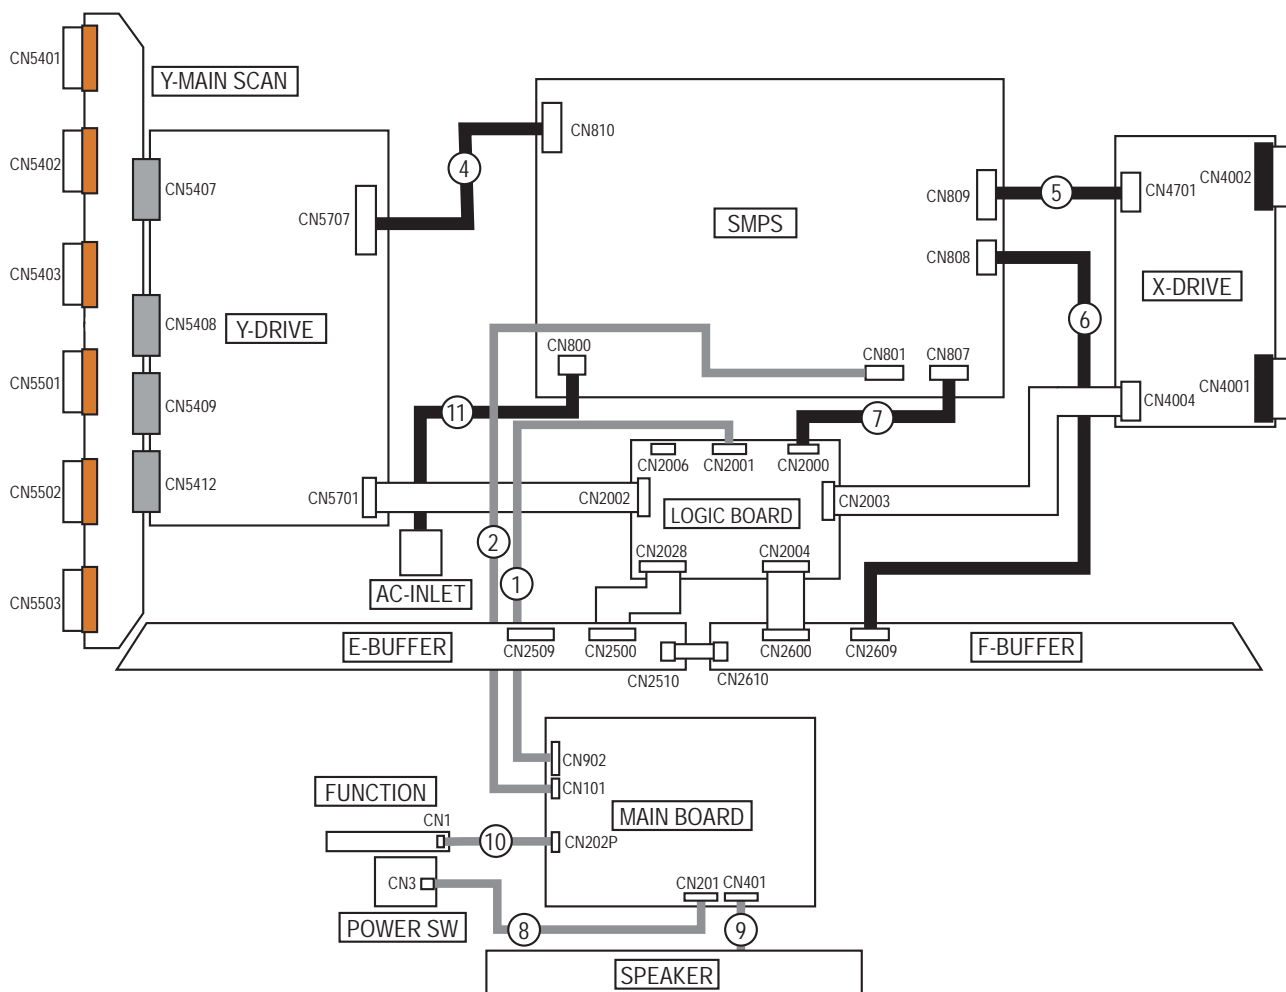 CN5401
Y-MAIN SCAN
CN810
CN5402
4
CN5407
CN5707
SMPS
CN809
5
CN4701
CN4002
CN808
CN5403
X-DRIVE
CN5408
Y-DRIVE
6
CN800
CN801
CN807
CN5501
CN5409
11
7
CN4004
CN4001
CN2006
CN2001
CN2000
CN5412
CN5502
CN5701
CN2002
CN2003
LOGIC BOARD
2
CN2028
CN2004
1
AC-INLET
CN5503
E-BUFFER
CN2509
CN2500
CN2600
CN2609
F-BUFFER
CN2510
CN2610
CN902
CN101
FUNCTION
MAIN BOARD
CN1
10
CN202P
CN3
CN201
CN401
POWER SW
8
9
SPEAKER